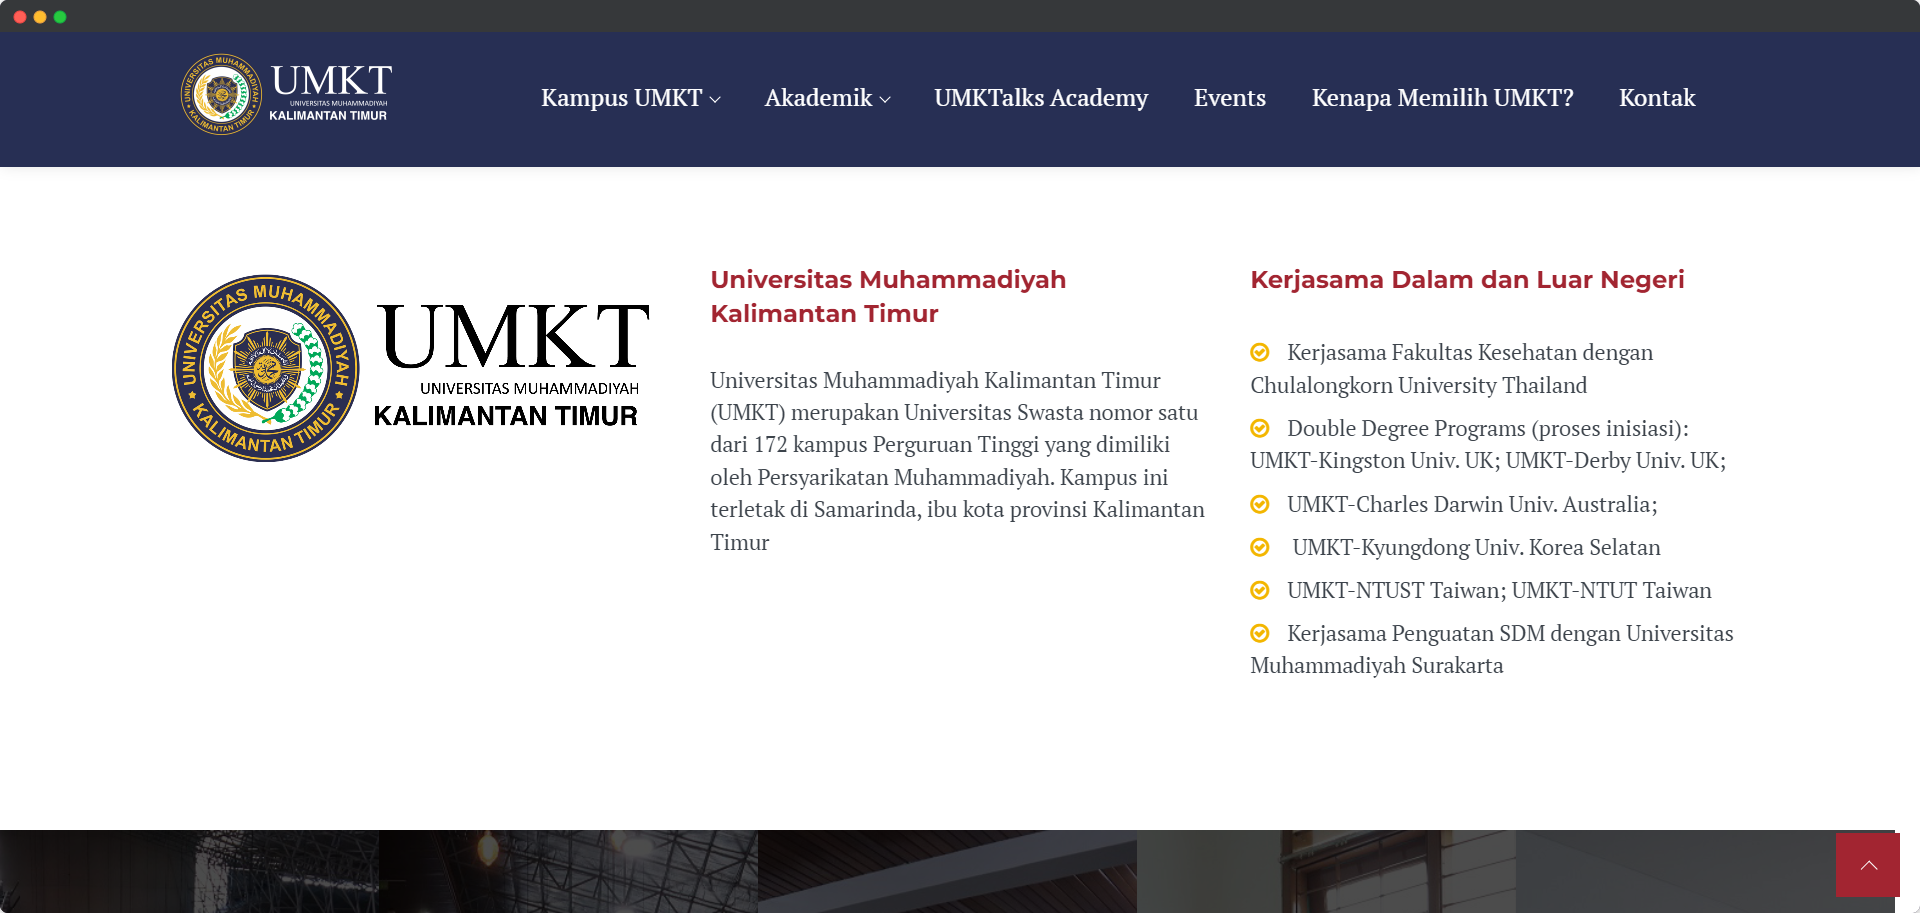 UNIVERSITAS MUHAMMADIYAH
KALIMANTAN TIMUR
UMKT
UNIVERSITAS MUHAMMADIYAH
KALIMANTAN TIMUR
Kampus UMKT
Akademik
UMKTalks Academy
Events
Kenapa Memilih UMKT?
Kontak
UNIVERSITAS MUHAMMADIYAH
KALIMANTAN TIMUR
UMKT
UNIVERSITAS MUHAMMADIYAH
KALIMANTAN TIMUR
Universitas Muhammadiyah
Kalimantan Timur
Universitas Muhammadiyah Kalimantan Timur
(UMKT) merupakan Universitas Swasta nomor satu
dari 172 kampus Perguruan Tinggi yang dimiliki
oleh Persyarikatan Muhammadiyah. Kampus ini
terletak di Samarinda, ibu kota provinsi Kalimantan
Timur
Kerjasama Dalam dan Luar Negeri
Kerjasama Fakultas Kesehatan dengan
Chulalongkorn University Thailand
Double Degree Programs (proses inisiasi):
UMKT-Kingston Univ. UK; UMKT-Derby Univ. UK;
UMKT-Charles Darwin Univ. Australia;
UMKT-Kyungdong Univ. Korea Selatan
UMKT-NTUST Taiwan; UMKT-NTUT Taiwan
Kerjasama Penguatan SDM dengan Universitas
Muhammadiyah Surakarta